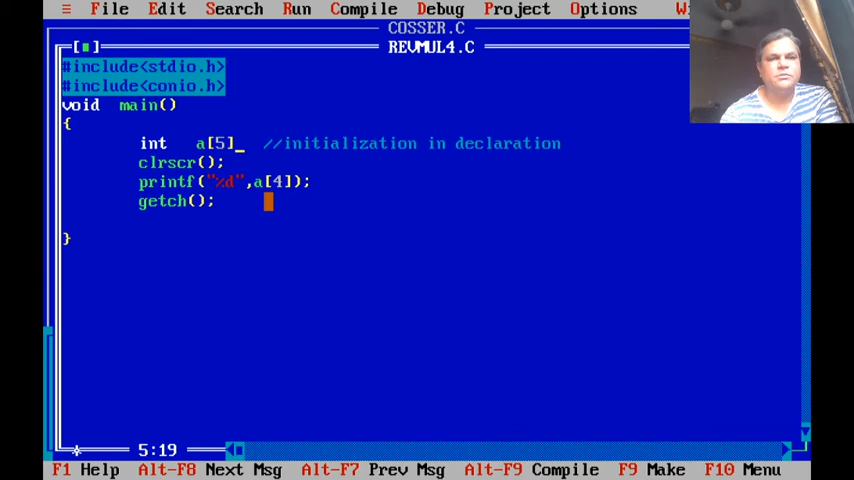 ≡ File Edit Search Run Compile Debug Project Options
COSSER.C
[■] REVMUL4.C
#include<stdio.h>
#include<conio.h>
void main()
{
int a[5]_ //initialization in declaration
clrscr();
printf("%d",a[4]);
getch();
}
5:19
F1 Help Alt-F8 Next Msg Alt-F7 Prev Msg Alt-F9 Compile F9 Make F10 Menu